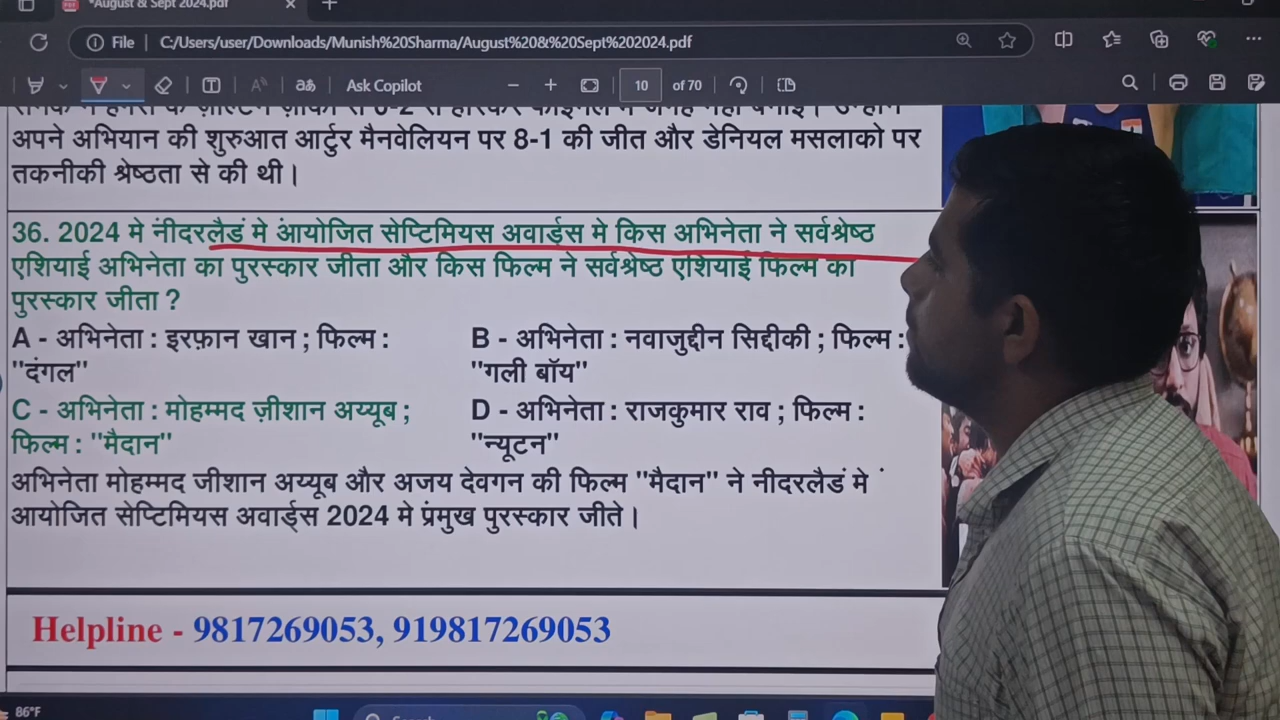 *August & Sept 2024.pdf
File | C:/Users/user/Downloads/Munish%20Sharma/August%20&%20Sept%202024.pdf
Ask Copilot 10 of 70
अपने अभियान की शुरुआत आर्टुर मैनवेलियन पर 8-1 की जीत और डेनियल मसलाको पर
तकनीकी श्रेष्ठता से की थी।
36. 2024 मे नीदरलैडं मे आयोजित सेप्टिमियस अवार्ड्स मे किस अभिनेता ने सर्वश्रेष्ठ
एशियाई अभिनेता का पुरस्कार जीता और किस फिल्म ने सर्वश्रेष्ठ एशियाई फिल्म का
पुरस्कार जीता ?
A - अभिनेता : इरफ़ान खान ; फिल्म :
"दंगल"
B - अभिनेता : नवाजुद्दीन सिद्दीकी ; फिल्म :
"गली बॉय"
C - अभिनेता : मोहम्मद ज़ीशान अय्यूब ;
फिल्म : "मैदान"
D - अभिनेता : राजकुमार राव ; फिल्म :
"न्यूटन"
अभिनेता मोहम्मद जीशान अय्यूब और अजय देवगन की फिल्म "मैदान" ने नीदरलैडं मे
आयोजित सेप्टिमियस अवार्ड्स 2024 मे प्रंमुख पुरस्कार जीते।
Helpline - 9817269053, 919817269053
86°F